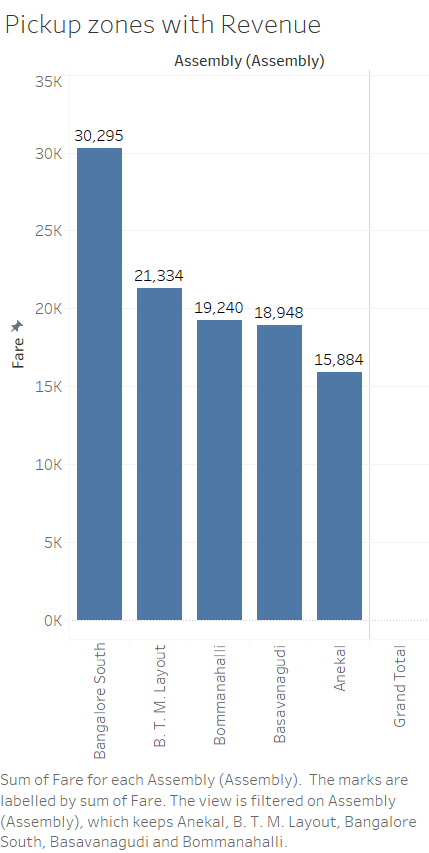 Pickup zones with Revenue
Assembly (Assembly)
35K
30K
25K
20K
15K
10K
5K
0K
Fare
30,295
21,334
19,240
18,948
15,884
Bangalore South
B. T. M. Layout
Bommanahalli
Basavanagudi
Anekal
Grand Total
Sum of Fare for each Assembly (Assembly).  The marks are
labelled by sum of Fare. The view is filtered on Assembly
(Assembly), which keeps Anekal, B. T. M. Layout, Bangalore
South, Basavanagudi and Bommanahalli.